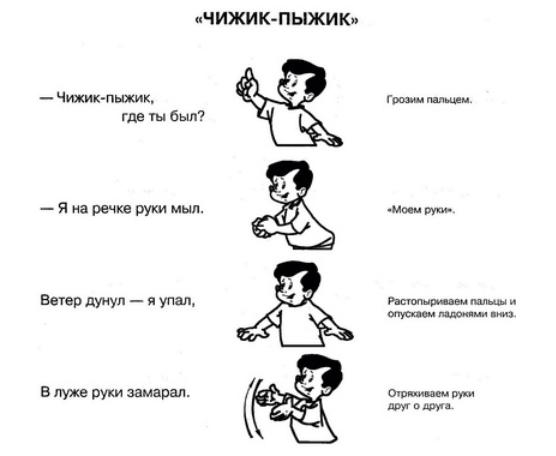 «ЧИЖИК-ПЫЖИК»
— Чижик-пыжик,
где ты был?
Грозим пальцем.
— Я на речке руки мыл.
«Моем руки».
Ветер дунул — я упал,
Растопыриваем пальцы и
опускаем ладонями вниз.
В луже руки замарал.
Отряхиваем руки
друг о друга.